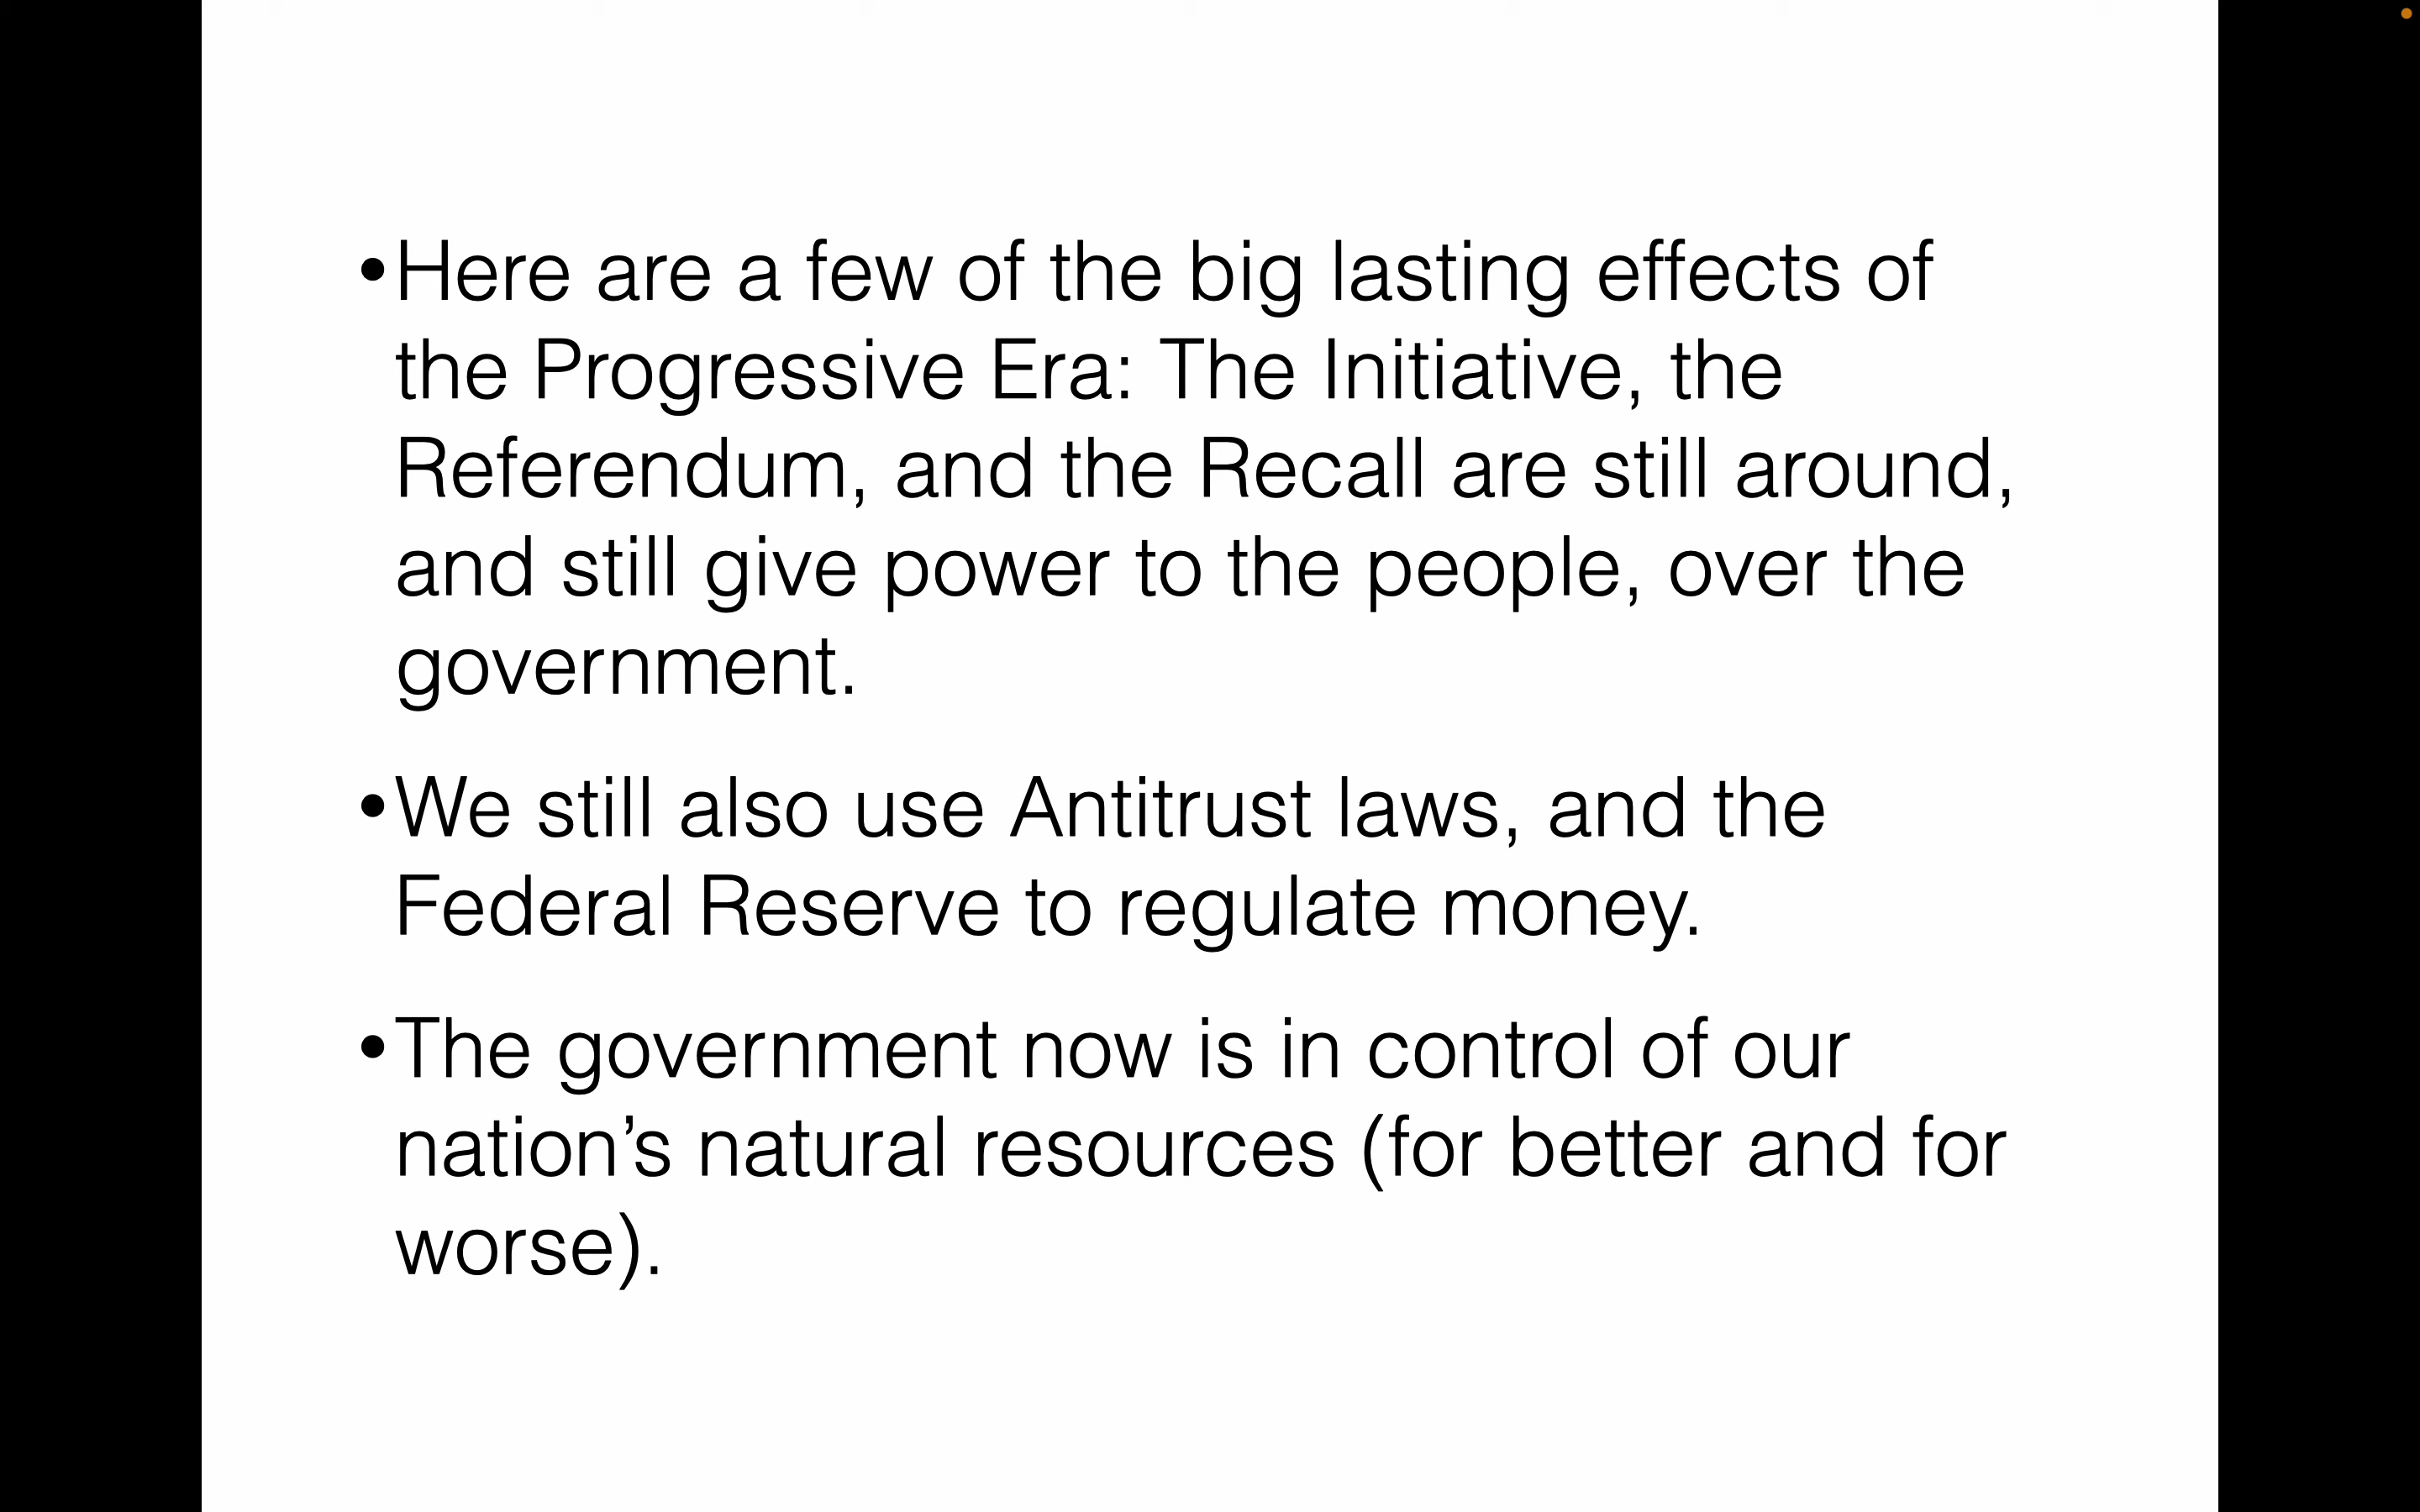 •Here are a few of the big lasting effects of
the Progressive Era: The Initiative, the
Referendum, and the Recall are still around,
and still give power to the people, over the
government.
•We still also use Antitrust laws, and the
Federal Reserve to regulate money.
•The government now is in control of our
nation’s natural resources (for better and for
worse).